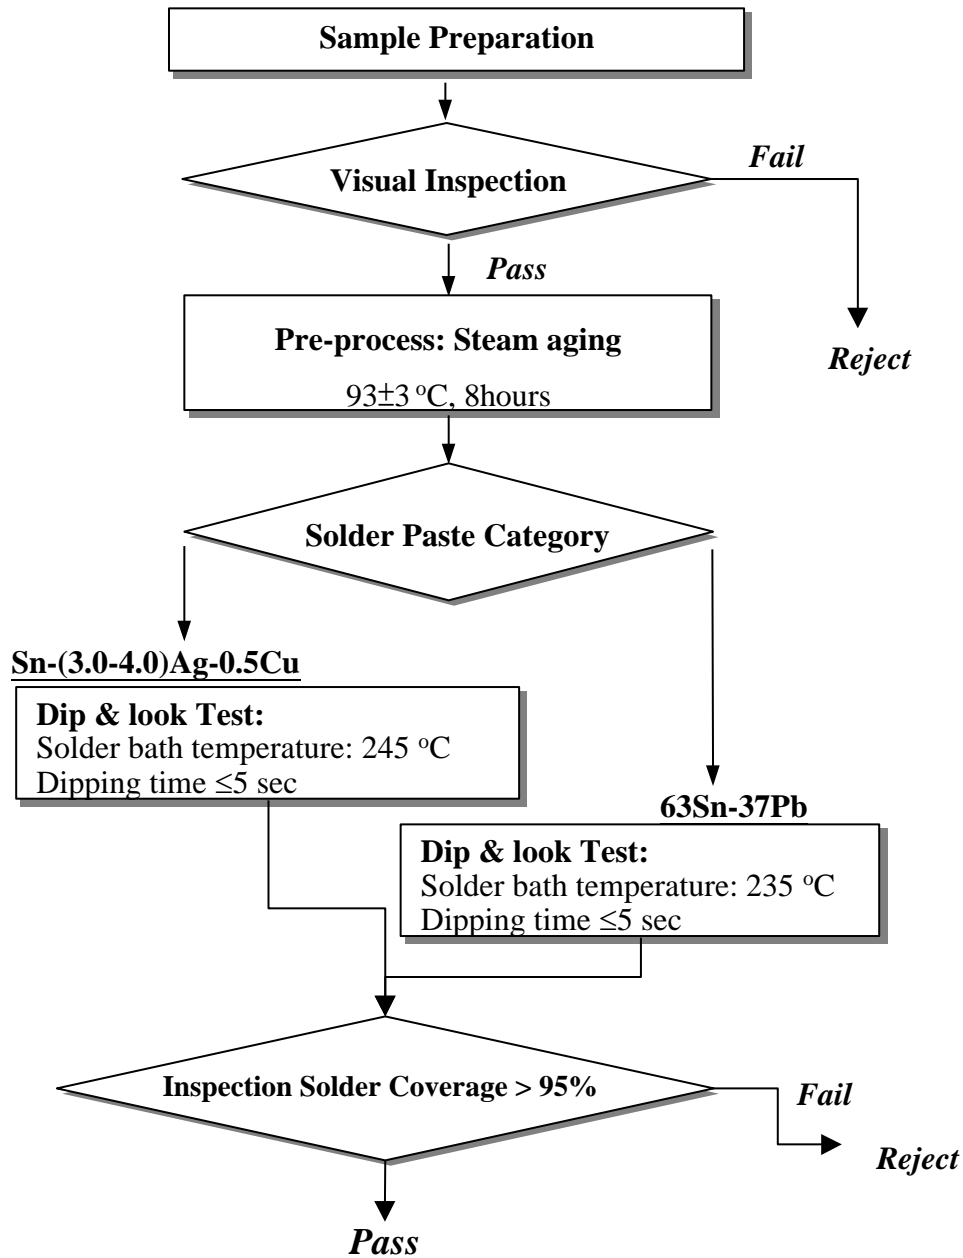 Sample Preparation
Visual Inspection
Fail
Pass
Reject
Pre-process: Steam aging
93±3 °C, 8hours
Solder Paste Category
Sn-(3.0-4.0)Ag-0.5Cu
Dip & look Test:
Solder bath temperature: 245 °C
Dipping time ≤5 sec
63Sn-37Pb
Dip & look Test:
Solder bath temperature: 235 °C
Dipping time ≤5 sec
Inspection Solder Coverage > 95%
Fail
Reject
Pass